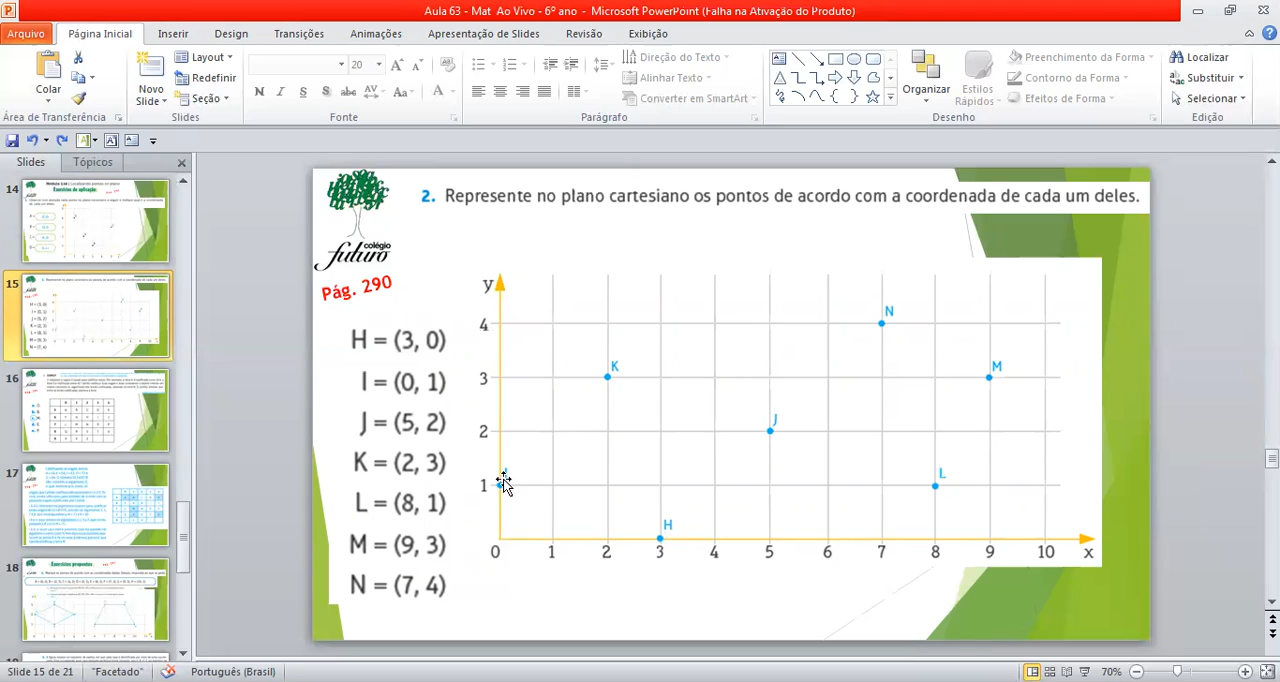 Aula 63 - Mat Ao Vivo - 6º ano - Microsoft PowerPoint (Falha na Ativação do Produto)
Arquivo Página Inicial Inserir Design Transições Animações Apresentação de Slides Revisão Exibição
Colar Novo Slide Layout Redefinir Seção 20 Direção do Texto Alinhar Texto Converter em SmartArt Organizar Estilos Rápidos Preenchimento da Forma Contorno da Forma Efeitos de Forma Localizar Substituir Selecionar
Área de Transferência Slides Fonte Parágrafo Desenho Edição
Slides Tópicos
14
15
16
17
18
colégio
futuro
2. Represente no plano cartesiano os pontos de acordo com a coordenada de cada um deles.
Pág. 290
H = (3, 0)
I = (0, 1)
J = (5, 2)
K = (2, 3)
L = (8, 1)
M = (9, 3)
N = (7, 4)
y
4 N
3 K M
2 J
L
H
0 1 2 3 4 5 6 7 8 9 10 x
Slide 15 de 21 "Facetado" Português (Brasil) 70%